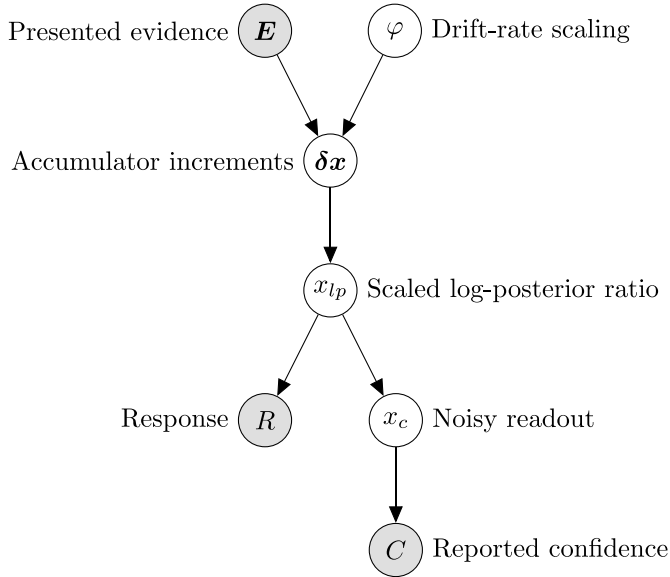 Presented evidence E φ Drift-rate scaling
Accumulator increments δx
x_lp Scaled log-posterior ratio
Response R x_c Noisy readout
C Reported confidence